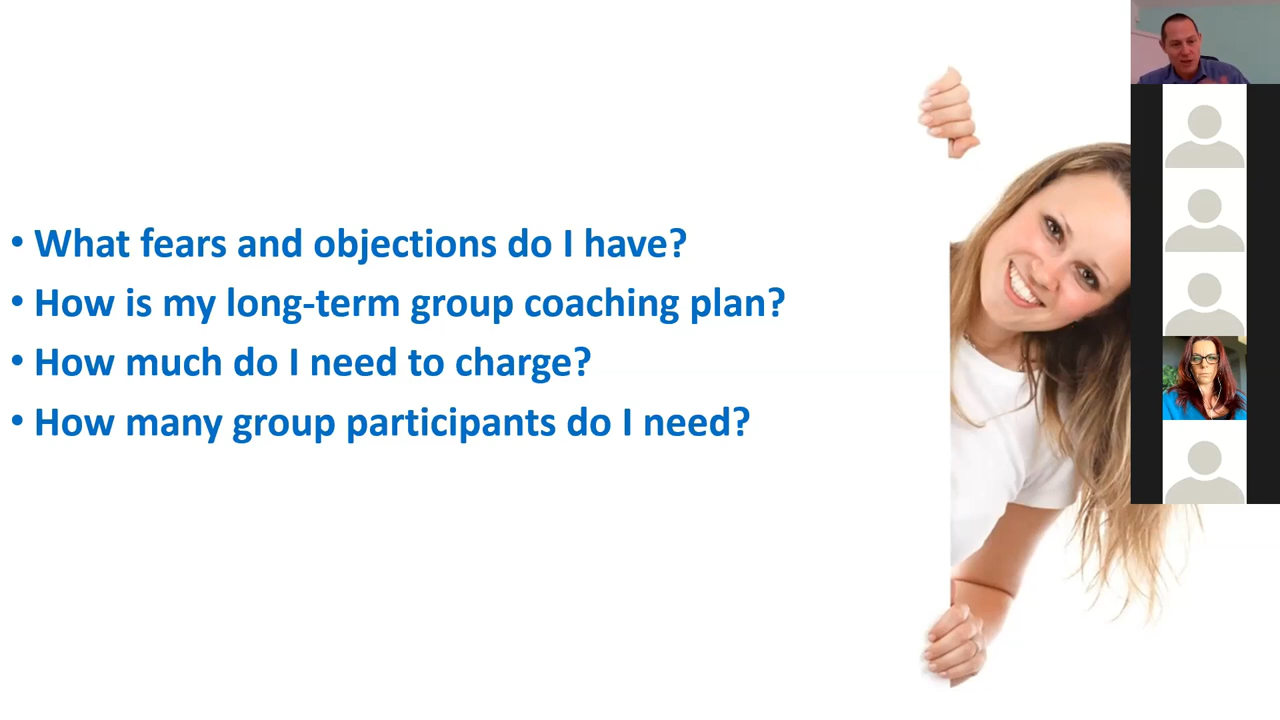 • What fears and objections do I have?
• How is my long-term group coaching plan?
• How much do I need to charge?
• How many group participants do I need?